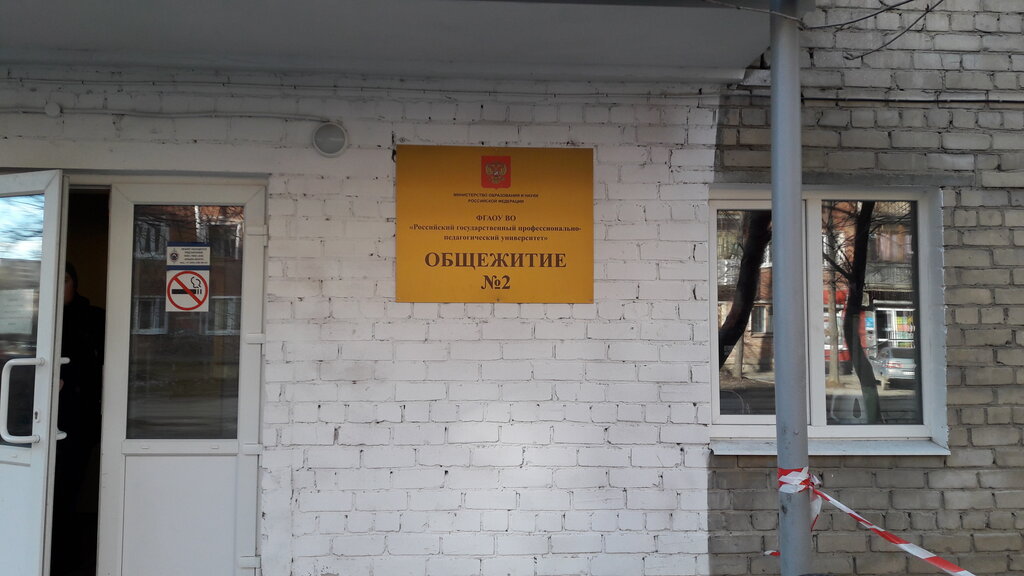 МИНИСТЕРСТВО ОБРАЗОВАНИЯ И НАУКИ
РОССИЙСКОЙ ФЕДЕРАЦИИ
ФГАОУ ВО
«Российский государственный профессионально-
педагогический университет»
ОБЩЕЖИТИЕ
№2